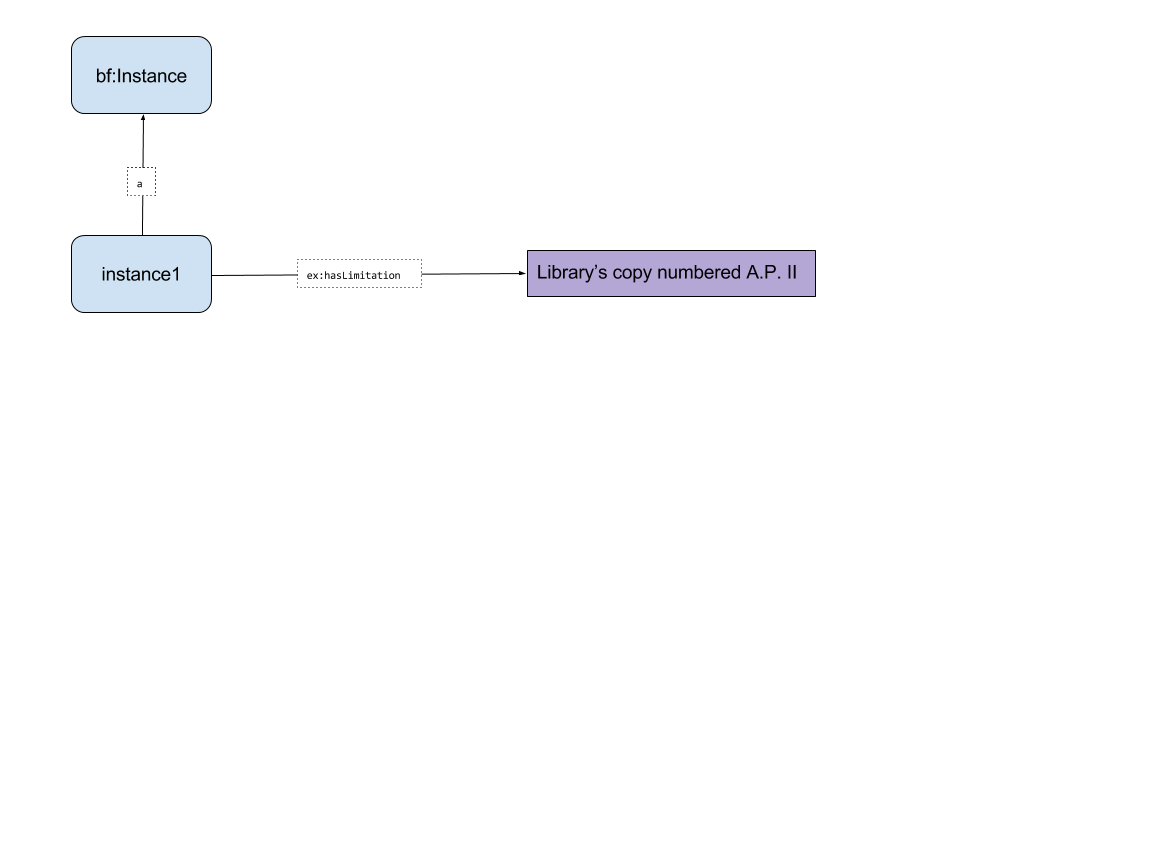 bf:Instance
a
instance1
ex:hasLimitation
Library’s copy numbered A.P. II